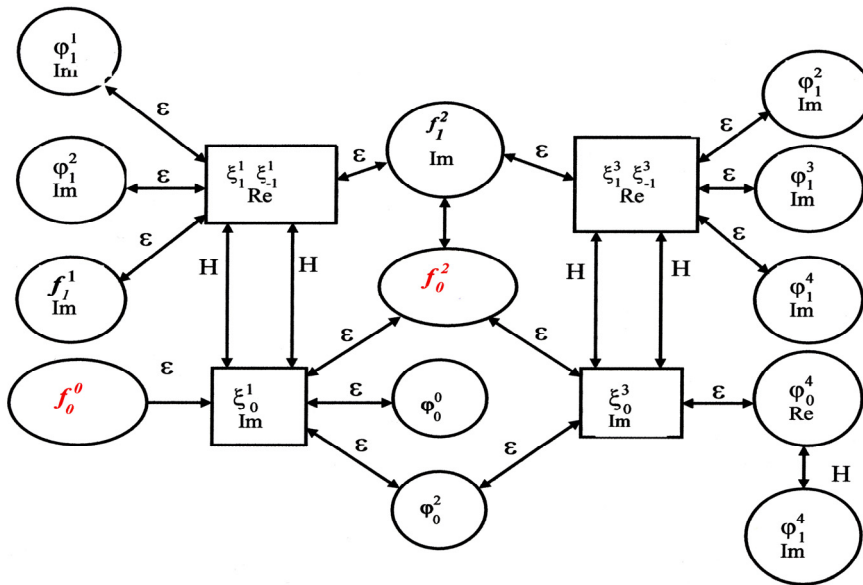 φ₁¹
Im
ε
φ₁²
Im
ε
ξ₁¹ ξ₋₁¹
Re
ε
f₁²
Im
ε
ξ₁³ ξ₋₁³
Re
ε
φ₁²
Im
ε
φ₁³
Im
ε
f₁¹
Im
H
H
f₀²
H
H
ε
φ₁⁴
Im
f₀⁰
ε
ξ₀¹
Im
ε
ε
φ₀⁰
ε
ξ₀³
Im
ε
φ₀⁴
Re
ε
φ₀²
ε
H
φ₁⁴
Im